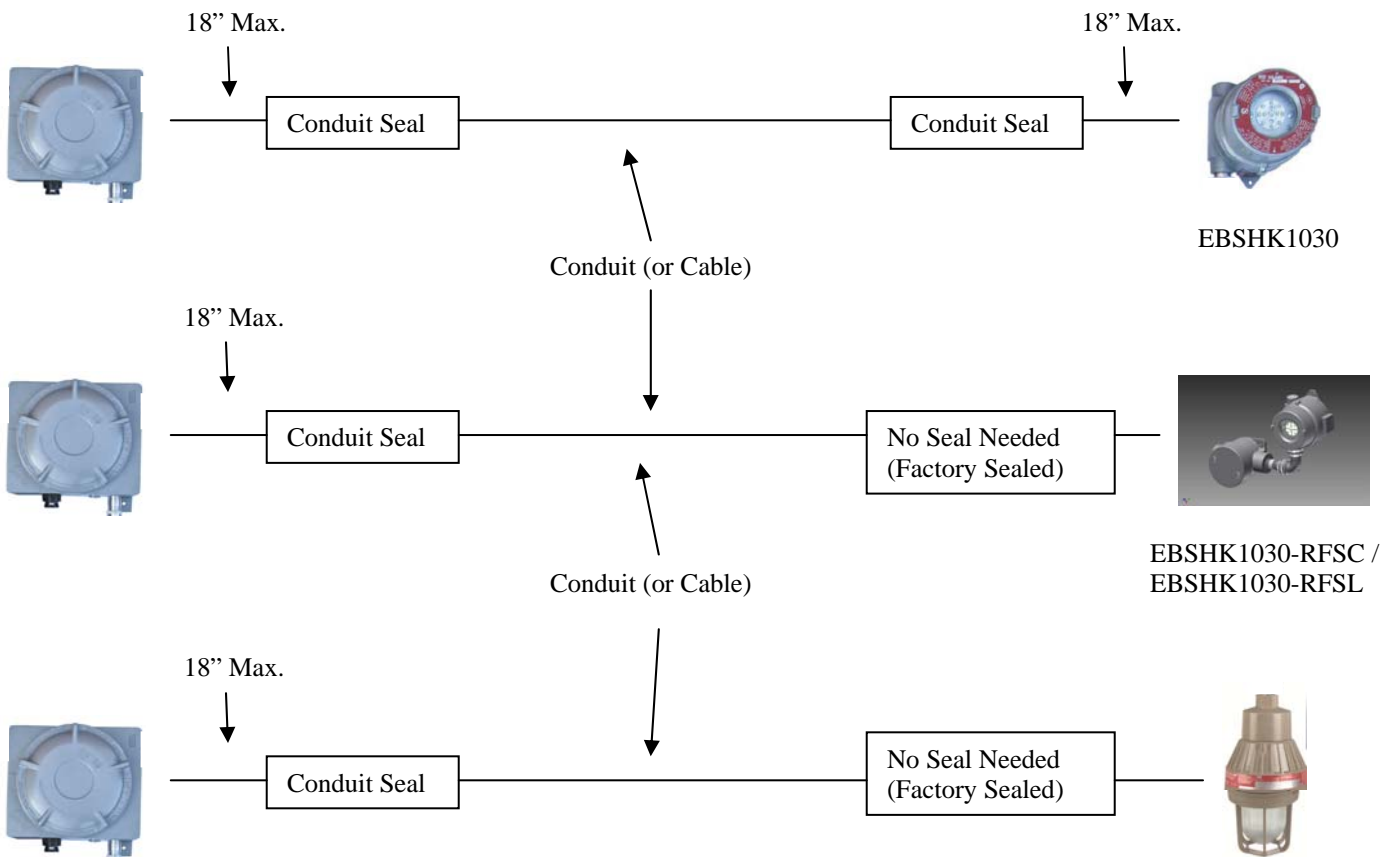 18” Max.
18” Max.
Conduit Seal
Conduit Seal
EBSHK1030
Conduit (or Cable)
18” Max.
Conduit Seal
No Seal Needed
(Factory Sealed)
EBSHK1030-RFSC /
EBSHK1030-RFSL
Conduit (or Cable)
18” Max.
Conduit Seal
No Seal Needed
(Factory Sealed)